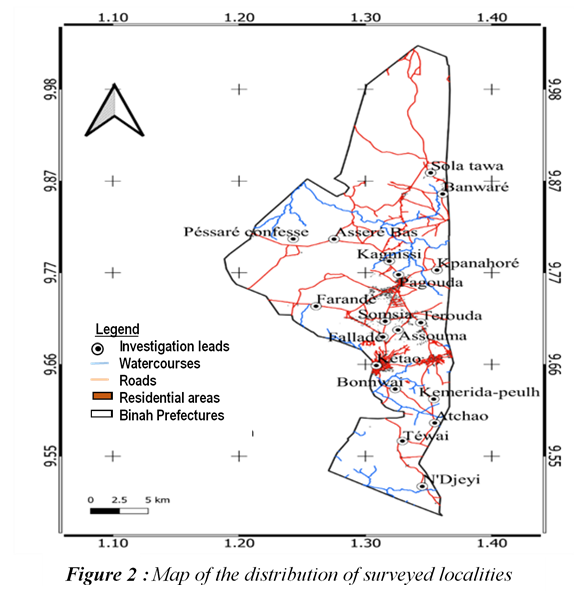 1.10 1.20 1.30 1.40
9.98 9.98
Sola tawa
9.87 Banwaré 9.87
Péssaré confesse Asseré Bas
Kagnissi
Kpanahoré
9.77 Pagouda 9.77
Farandé
Somsia Terouda
Fallade Assouma
Legend
Investigation leads
Watercourses
Roads
Residential areas
Binah Prefectures
9.66 Ketao 9.66
Bonnwai
Kemerida-peulh
Atchao
Téwai
9.55 9.55
N'Djeyi
0 2.5 5 km
1.10 1.20 1.30 1.40
Figure 2 : Map of the distribution of surveyed localities